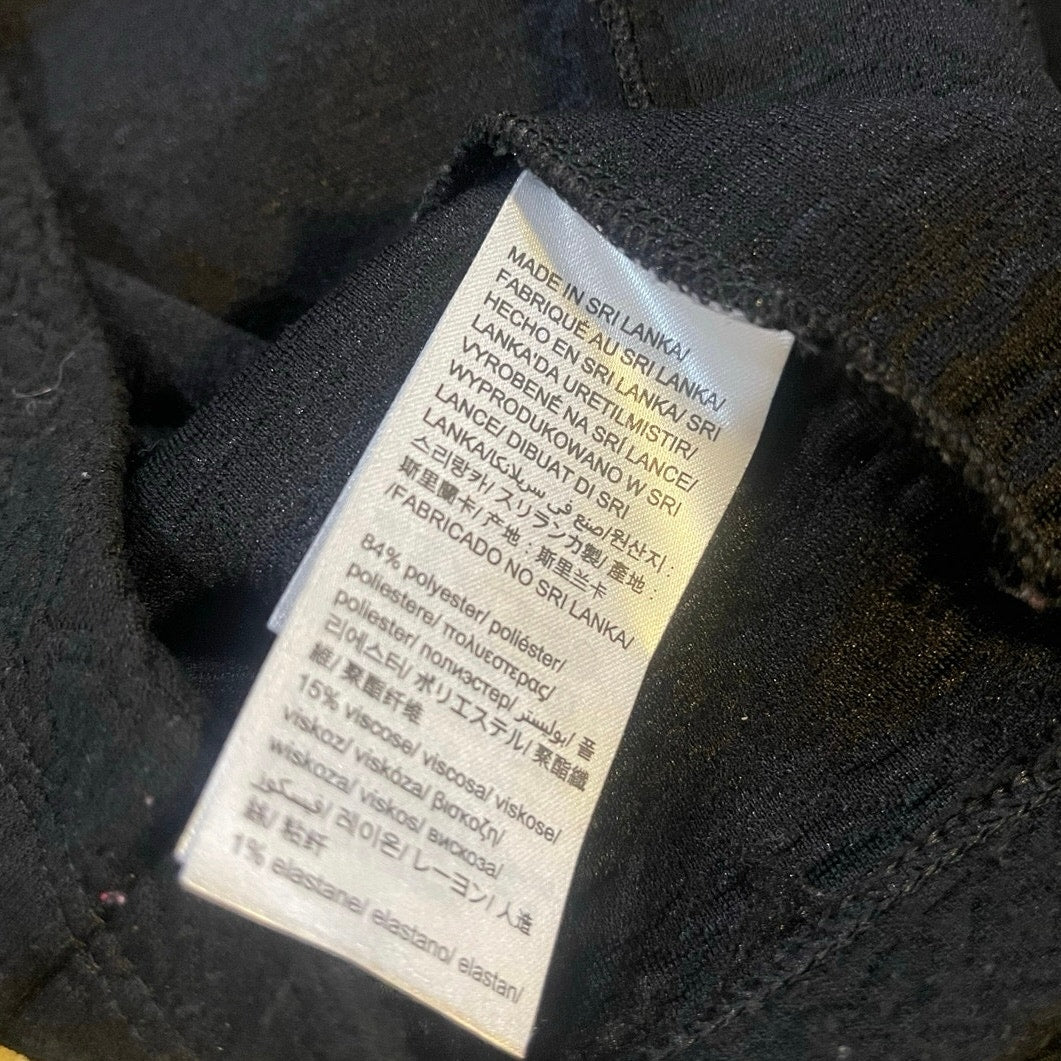 MADE IN SRI LANKA/
FABRIQUÉ AU SRI LANKA/
HECHO EN SRI LANKA/ SRI
LANKA'DA URETILMISTIR/
VYROBENÉ NA SRÍ LANCE/
WYPRODUKOWANO W SRI
LANCE/ DIBUAT DI SRI
LANKA/صنع في سريلانكا/원산지 :
스리랑카/ スリランカ製/ 產地 :
斯里蘭卡/ 产地 : 斯里兰卡
/FABRICADO NO SRI LANKA/
84% polyester/ poliéster/
poliestere/ πολυεστερας/
poliester/ полиэстер/ بوليستر/ 폴
리에스터/ ポリエステル/ 聚酯纖
維/ 聚酯纤维
15% viscose/ viscosa/ viskose/
viskoz/ viskóza/ βισκοζη/
wiskoza/ viskos/ вискоза/
فسكوز/ 레이온/ レーヨン/ 人造
絲/ 粘纤
1% elastane/ elastano/ elastan/